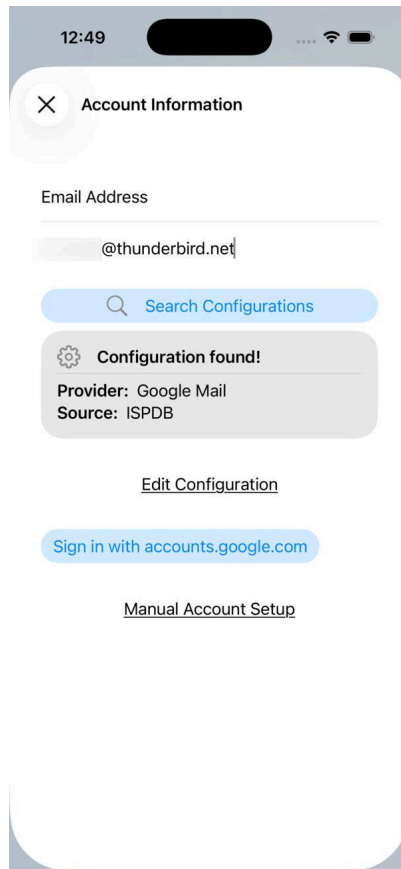 12:49
Account Information
Email Address
@thunderbird.net
Search Configurations
Configuration found!
Provider: Google Mail
Source: ISPDB
Edit Configuration
Sign in with accounts.google.com
Manual Account Setup